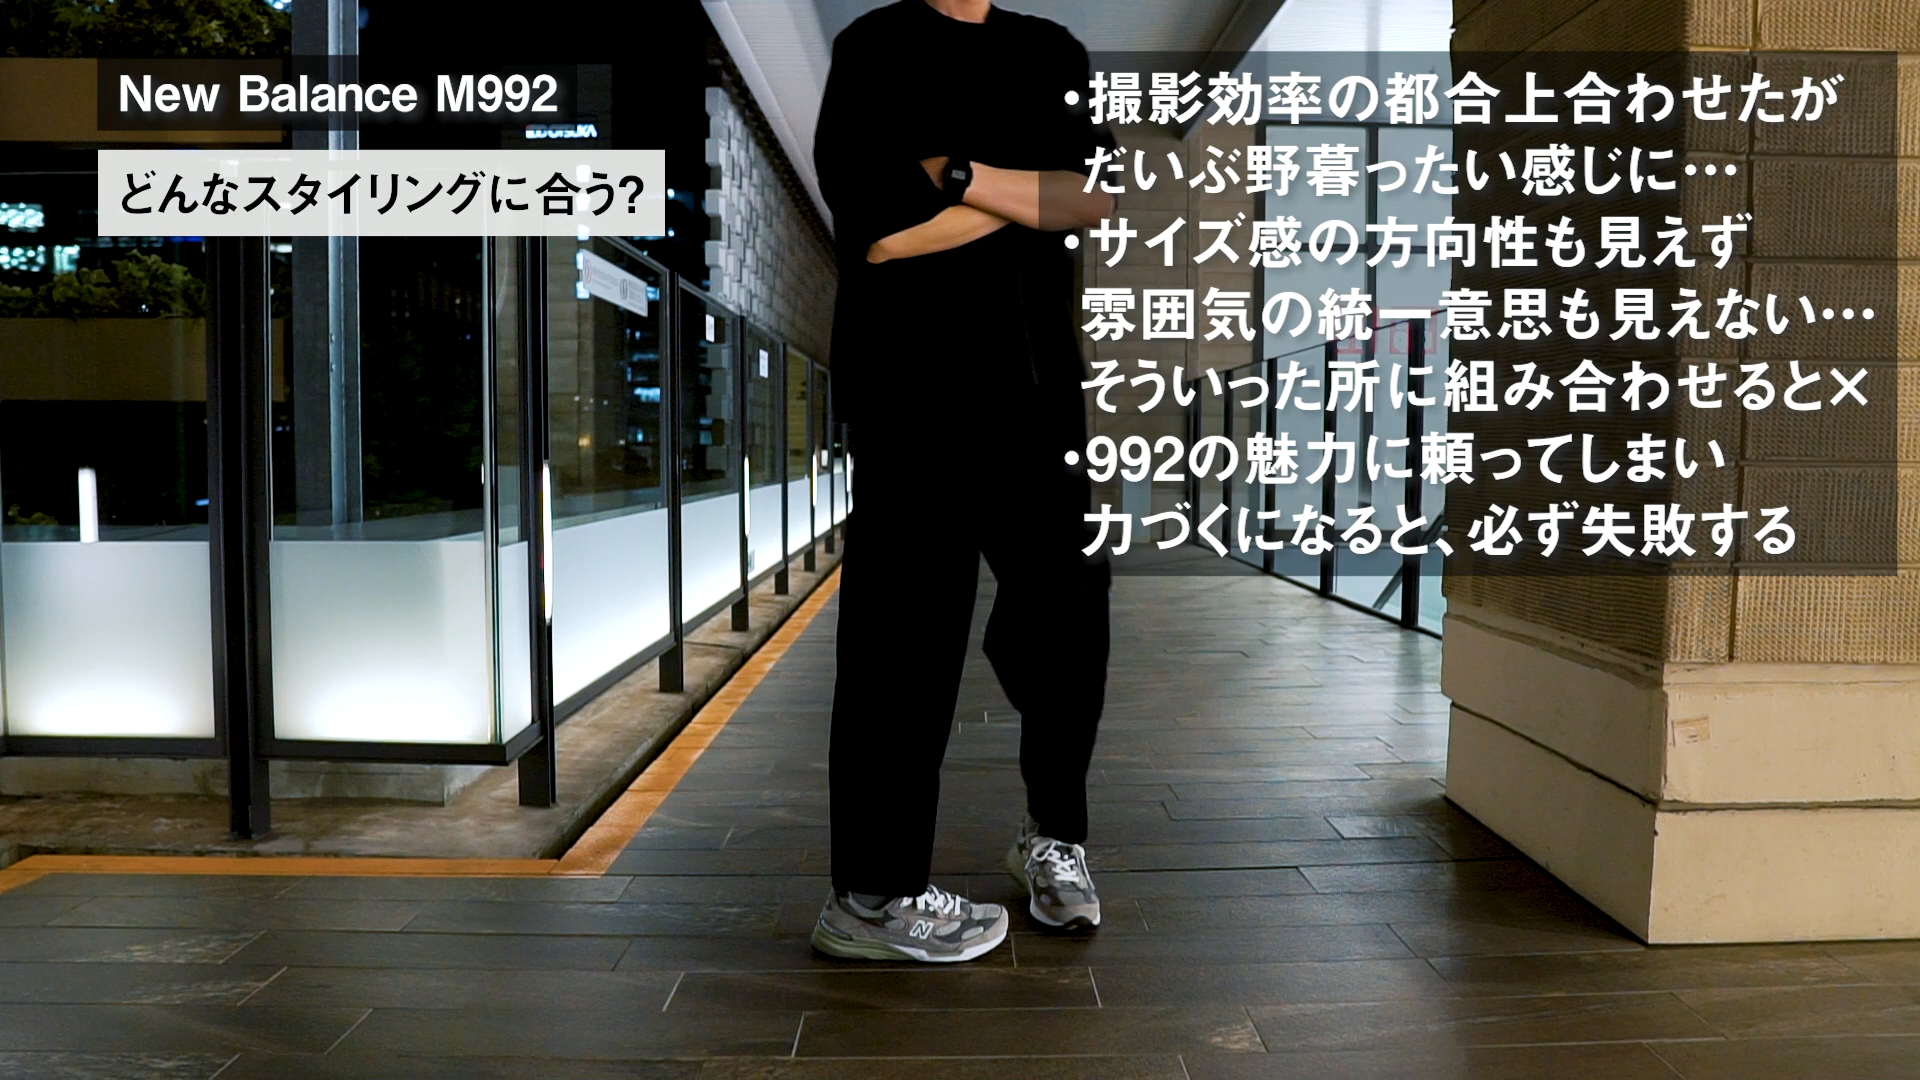 New Balance M992
どんなスタイリングに合う?
・撮影効率の都合上合わせたが
だいぶ野暮ったい感じに…
・サイズ感の方向性も見えず
雰囲気の統一意思も見えない…
そういった所に組み合わせると×
・992の魅力に頼ってしまい
力づくになると、必ず失敗する
N